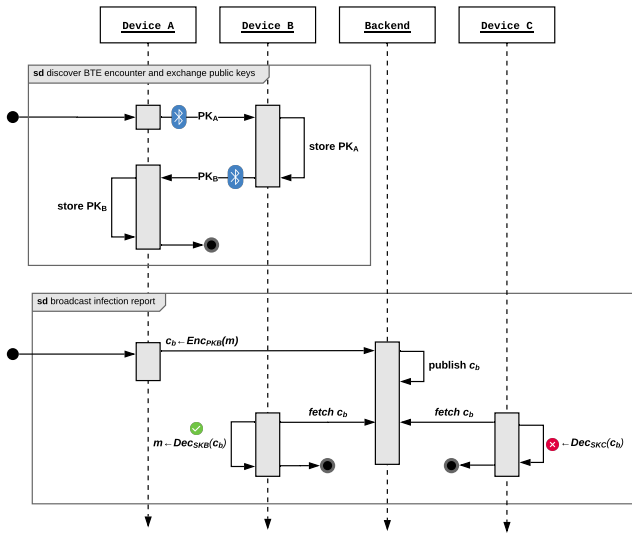 Device A
Device B
Backend
Device C
sd discover BTE encounter and exchange public keys
PKA
store PKA
PKB
store PKB
sd broadcast infection report
cb←EncPKB(m)
publish cb
fetch cb
fetch cb
m←DecSKB(cb)
←DecSKC(cb)